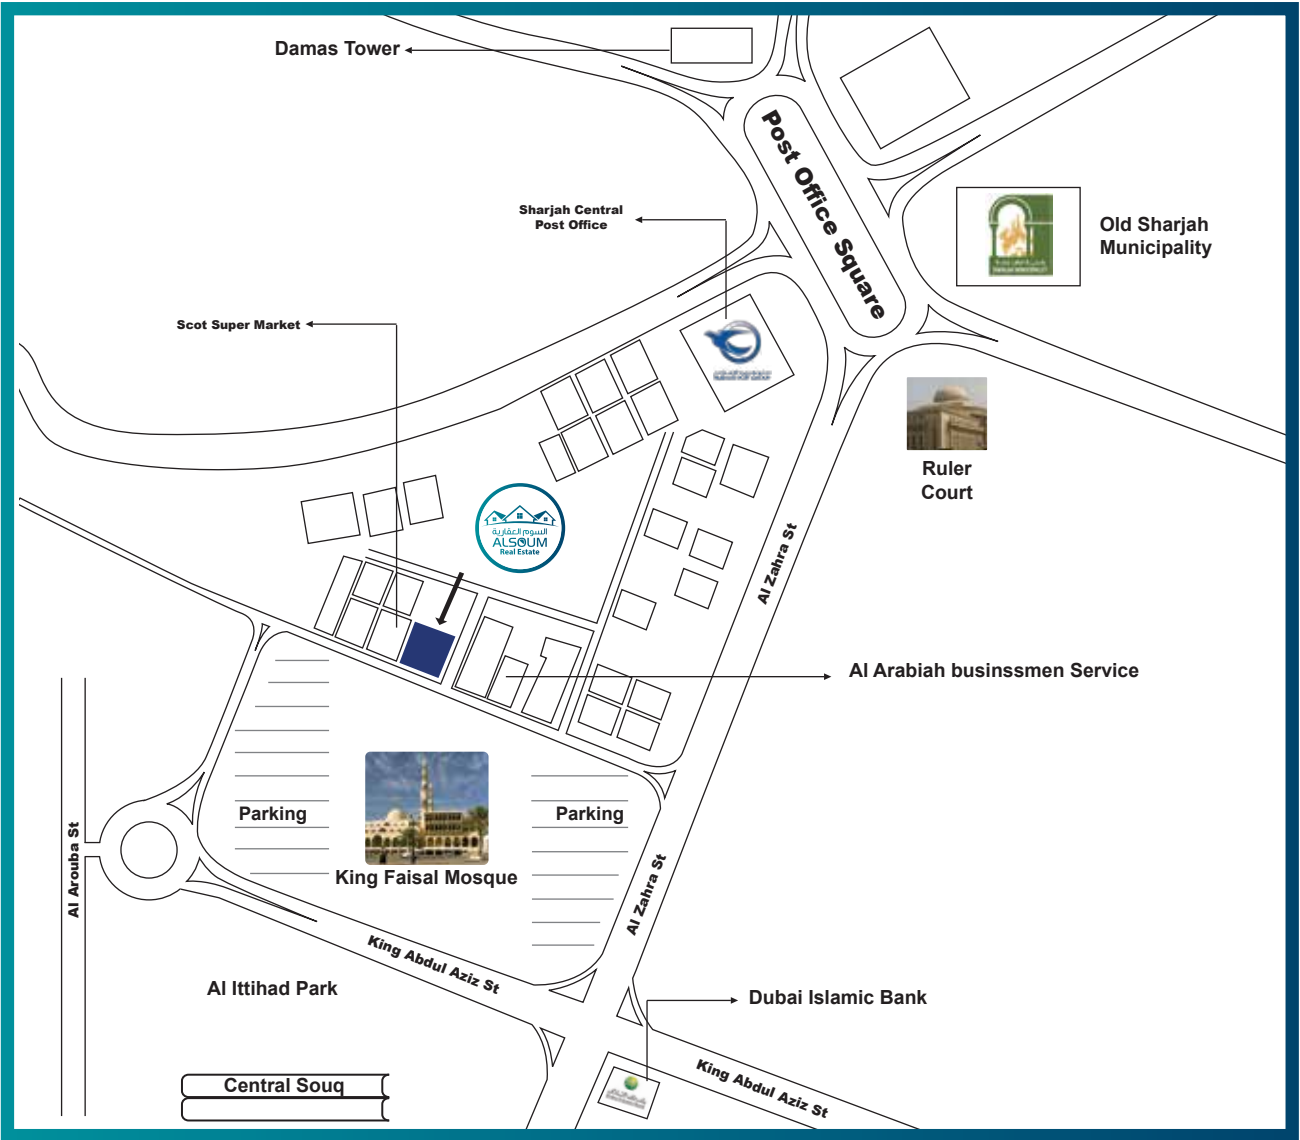 Damas Tower
Post Office Square
Sharjah Central
Post Office
Old Sharjah
Municipality
Scot Super Market
Ruler
Court
السوم العقارية
ALSOUM
Real Estate
Al Zahra St
Al Arabiah businssmen Service
Parking
Parking
King Faisal Mosque
Al Arouba St
Al Zahra St
King Abdul Aziz St
Al Ittihad Park
Dubai Islamic Bank
King Abdul Aziz St
Central Souq